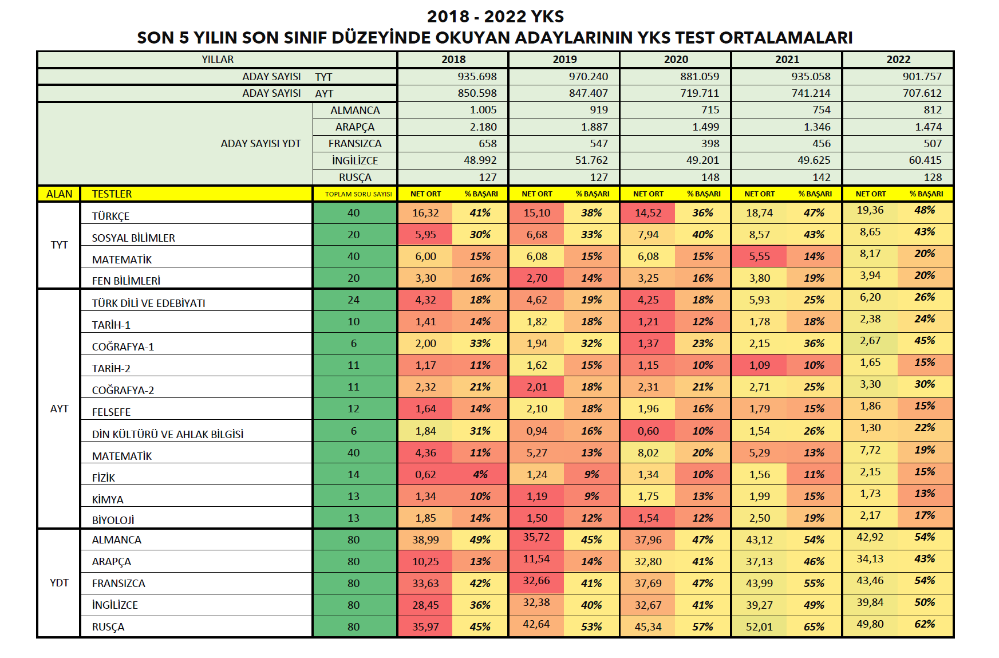 2018 - 2022 YKS
SON 5 YILIN SON SINIF DÜZEYİNDE OKUYAN ADAYLARININ YKS TEST ORTALAMALARI
YILLAR 2018 2019 2020 2021 2022
ADAY SAYISI TYT 935.698 970.240 881.059 935.058 901.757
ADAY SAYISI AYT 850.598 847.407 719.711 741.214 707.612
ALMANCA 1.005 919 715 754 812
ARAPÇA 2.180 1.887 1.499 1.346 1.474
ADAY SAYISI YDT FRANSIZCA 658 547 398 456 507
İNGİLİZCE 48.992 51.762 49.201 49.625 60.415
RUSÇA 127 127 148 142 128
ALAN TESTLER TOPLAM SORU SAYISI NET ORT % BAŞARI NET ORT % BAŞARI NET ORT % BAŞARI NET ORT % BAŞARI NET ORT % BAŞARI
TÜRKÇE 40 16,32 41% 15,10 38% 14,52 36% 18,74 47% 19,36 48%
SOSYAL BİLİMLER 20 5,95 30% 6,68 33% 7,94 40% 8,57 43% 8,65 43%
TYT
MATEMATİK 40 6,00 15% 6,08 15% 6,08 15% 5,55 14% 8,17 20%
FEN BİLİMLERİ 20 3,30 16% 2,70 14% 3,25 16% 3,80 19% 3,94 20%
TÜRK DİLİ VE EDEBİYATI 24 4,32 18% 4,62 19% 4,25 18% 5,93 25% 6,20 26%
TARİH-1 10 1,41 14% 1,82 18% 1,21 12% 1,78 18% 2,38 24%
COĞRAFYA-1 6 2,00 33% 1,94 32% 1,37 23% 2,15 36% 2,67 45%
TARİH-2 11 1,17 11% 1,62 15% 1,15 10% 1,09 10% 1,65 15%
COĞRAFYA-2 11 2,32 21% 2,01 18% 2,31 21% 2,71 25% 3,30 30%
AYT FELSEFE 12 1,64 14% 2,10 18% 1,96 16% 1,79 15% 1,86 15%
DİN KÜLTÜRÜ VE AHLAK BİLGİSİ 6 1,84 31% 0,94 16% 0,60 10% 1,54 26% 1,30 22%
MATEMATİK 40 4,36 11% 5,27 13% 8,02 20% 5,29 13% 7,72 19%
FİZİK 14 0,62 4% 1,24 9% 1,34 10% 1,56 11% 2,15 15%
KİMYA 13 1,34 10% 1,19 9% 1,75 13% 1,99 15% 1,73 13%
BİYOLOJİ 13 1,85 14% 1,50 12% 1,54 12% 2,50 19% 2,17 17%
ALMANCA 80 38,99 49% 35,72 45% 37,96 47% 43,12 54% 42,92 54%
ARAPÇA 80 10,25 13% 11,54 14% 32,80 41% 37,13 46% 34,13 43%
YDT FRANSIZCA 80 33,63 42% 32,66 41% 37,69 47% 43,99 55% 43,46 54%
İNGİLİZCE 80 28,45 36% 32,38 40% 32,67 41% 39,27 49% 39,84 50%
RUSÇA 80 35,97 45% 42,64 53% 45,34 57% 52,01 65% 49,80 62%